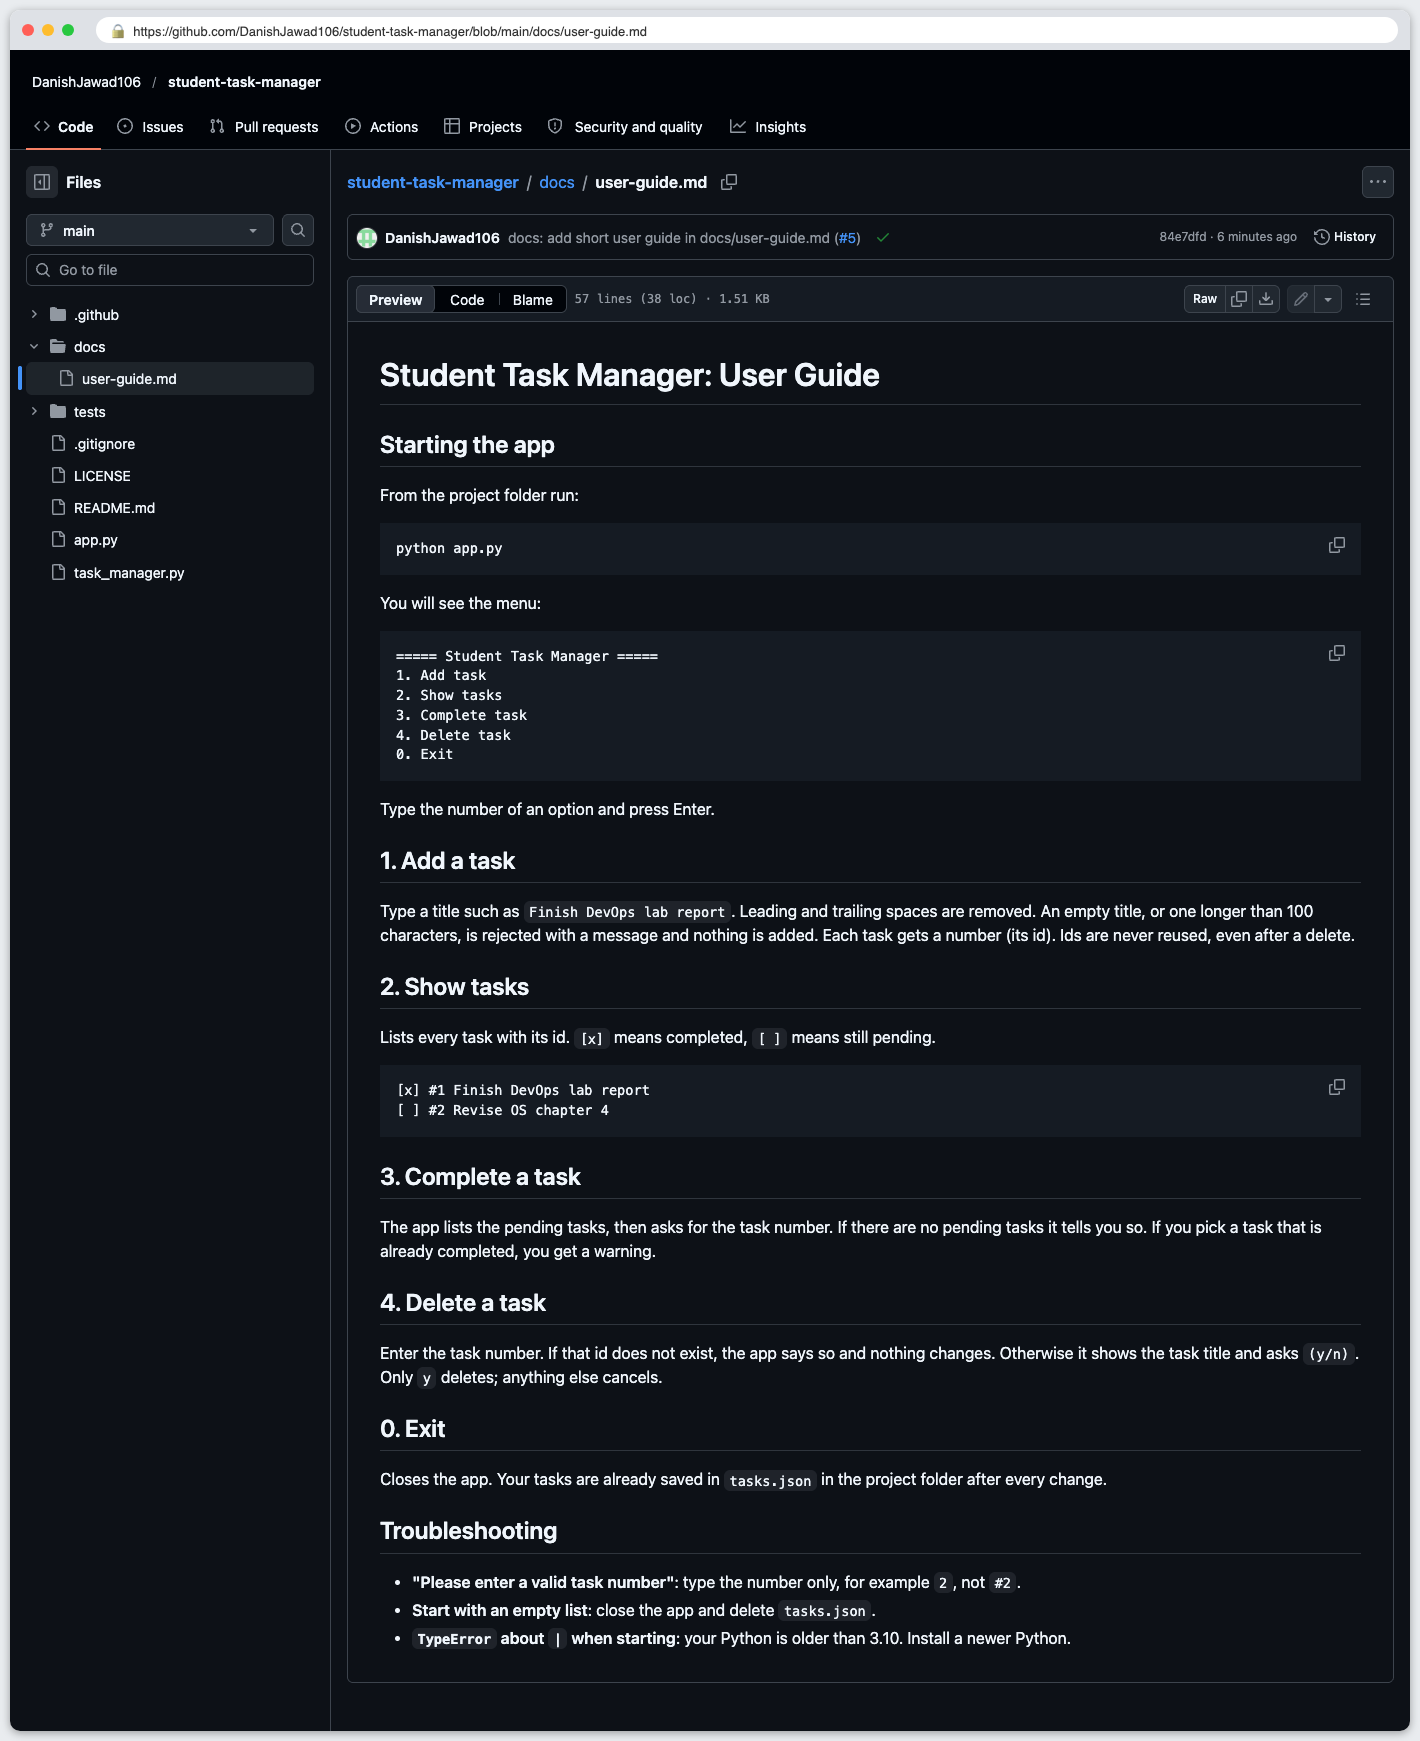 https://github.com/DanishJawad106/student-task-manager/blob/main/docs/user-guide.md
DanishJawad106 / student-task-manager
Code Issues Pull requests Actions Projects Security and quality Insights
Files
main
Go to file
.github
docs
user-guide.md
tests
.gitignore
LICENSE
README.md
app.py
task_manager.py
student-task-manager / docs / user-guide.md
DanishJawad106 docs: add short user guide in docs/user-guide.md (#5) 84e7dfd · 6 minutes ago History
Preview Code Blame 57 lines (38 loc) · 1.51 KB Raw
Student Task Manager: User Guide
Starting the app
From the project folder run:
python app.py
You will see the menu:
===== Student Task Manager =====
1. Add task
2. Show tasks
3. Complete task
4. Delete task
0. Exit
Type the number of an option and press Enter.
1. Add a task
Type a title such as Finish DevOps lab report. Leading and trailing spaces are removed. An empty title, or one longer than 100
characters, is rejected with a message and nothing is added. Each task gets a number (its id). Ids are never reused, even after a delete.
2. Show tasks
Lists every task with its id. [x] means completed, [ ] means still pending.
[x] #1 Finish DevOps lab report
[ ] #2 Revise OS chapter 4
3. Complete a task
The app lists the pending tasks, then asks for the task number. If there are no pending tasks it tells you so. If you pick a task that is
already completed, you get a warning.
4. Delete a task
Enter the task number. If that id does not exist, the app says so and nothing changes. Otherwise it shows the task title and asks (y/n).
Only y deletes; anything else cancels.
0. Exit
Closes the app. Your tasks are already saved in tasks.json in the project folder after every change.
Troubleshooting
• "Please enter a valid task number": type the number only, for example 2, not #2.
• Start with an empty list: close the app and delete tasks.json.
• TypeError about | when starting: your Python is older than 3.10. Install a newer Python.